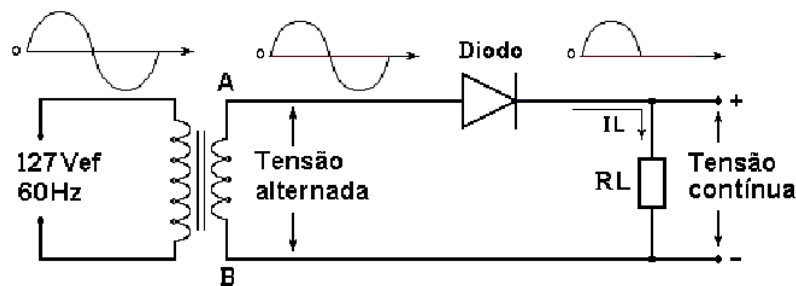 o
o
o
Diodo
A
+
127Vef
60Hz
Tensão
alternada
IL
RL
Tensão
contínua
B
-